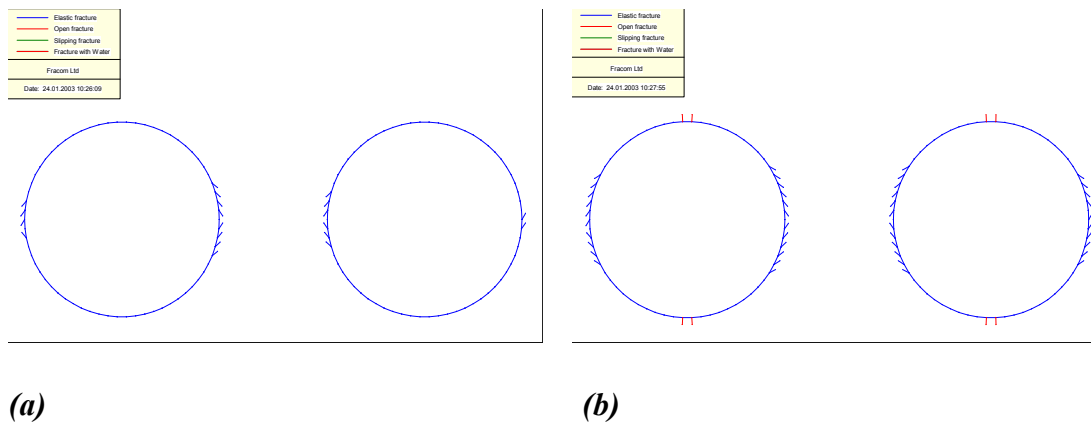 Elastic fracture
Open fracture
Slipping fracture
Fracture with Water
Fracom Ltd
Date: 24.01.2003 10:26:09
Elastic fracture
Open fracture
Slipping fracture
Fracture with Water
Fracom Ltd
Date: 24.01.2003 10:27:55
(a)
(b)